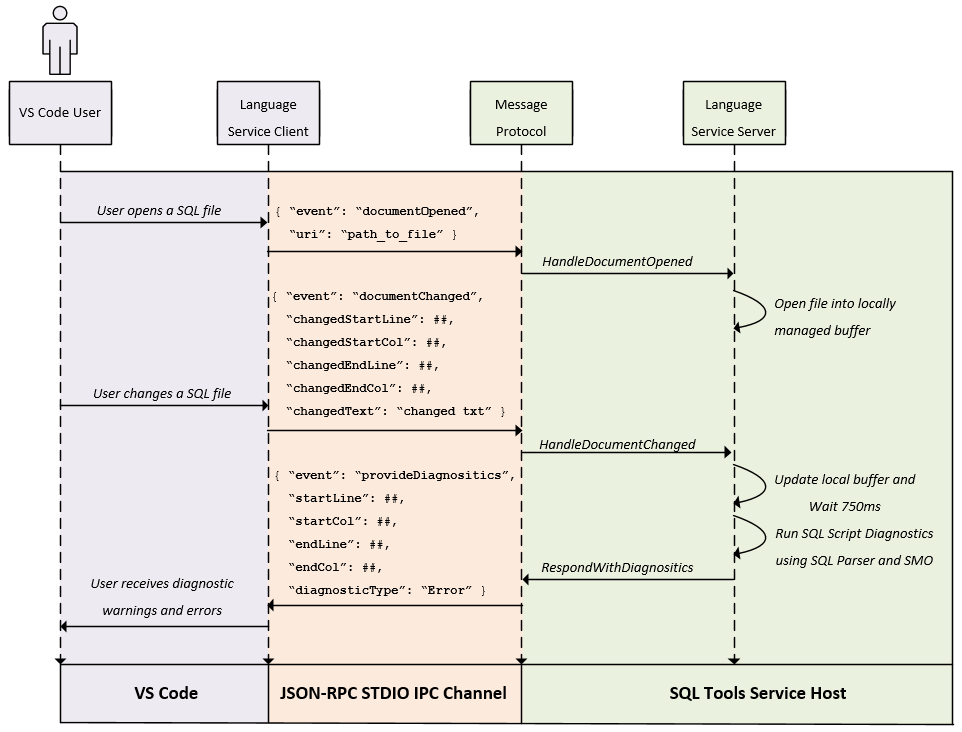 VS Code User
Language
Service Client
Message
Protocol
Language
Service Server
User opens a SQL file
{ “event”: “documentOpened”,
“uri”: “path_to_file” }
HandleDocumentOpened
Open file into locally
managed buffer
{ “event”: “documentChanged”,
“changedStartLine”: ##,
“changedStartCol”: ##,
“changedEndLine”: ##,
“changedEndCol”: ##,
“changedText”: “changed txt” }
User changes a SQL file
HandleDocumentChanged
Update local buffer and
Wait 750ms
Run SQL Script Diagnostics
using SQL Parser and SMO
{ “event”: “provideDiagnositics”,
“startLine”: ##,
“startCol”: ##,
“endLine”: ##,
“endCol”: ##,
“diagnosticType”: “Error” }
RespondWithDiagnositics
User receives diagnostic
warnings and errors
VS Code
JSON-RPC STDIO IPC Channel
SQL Tools Service Host